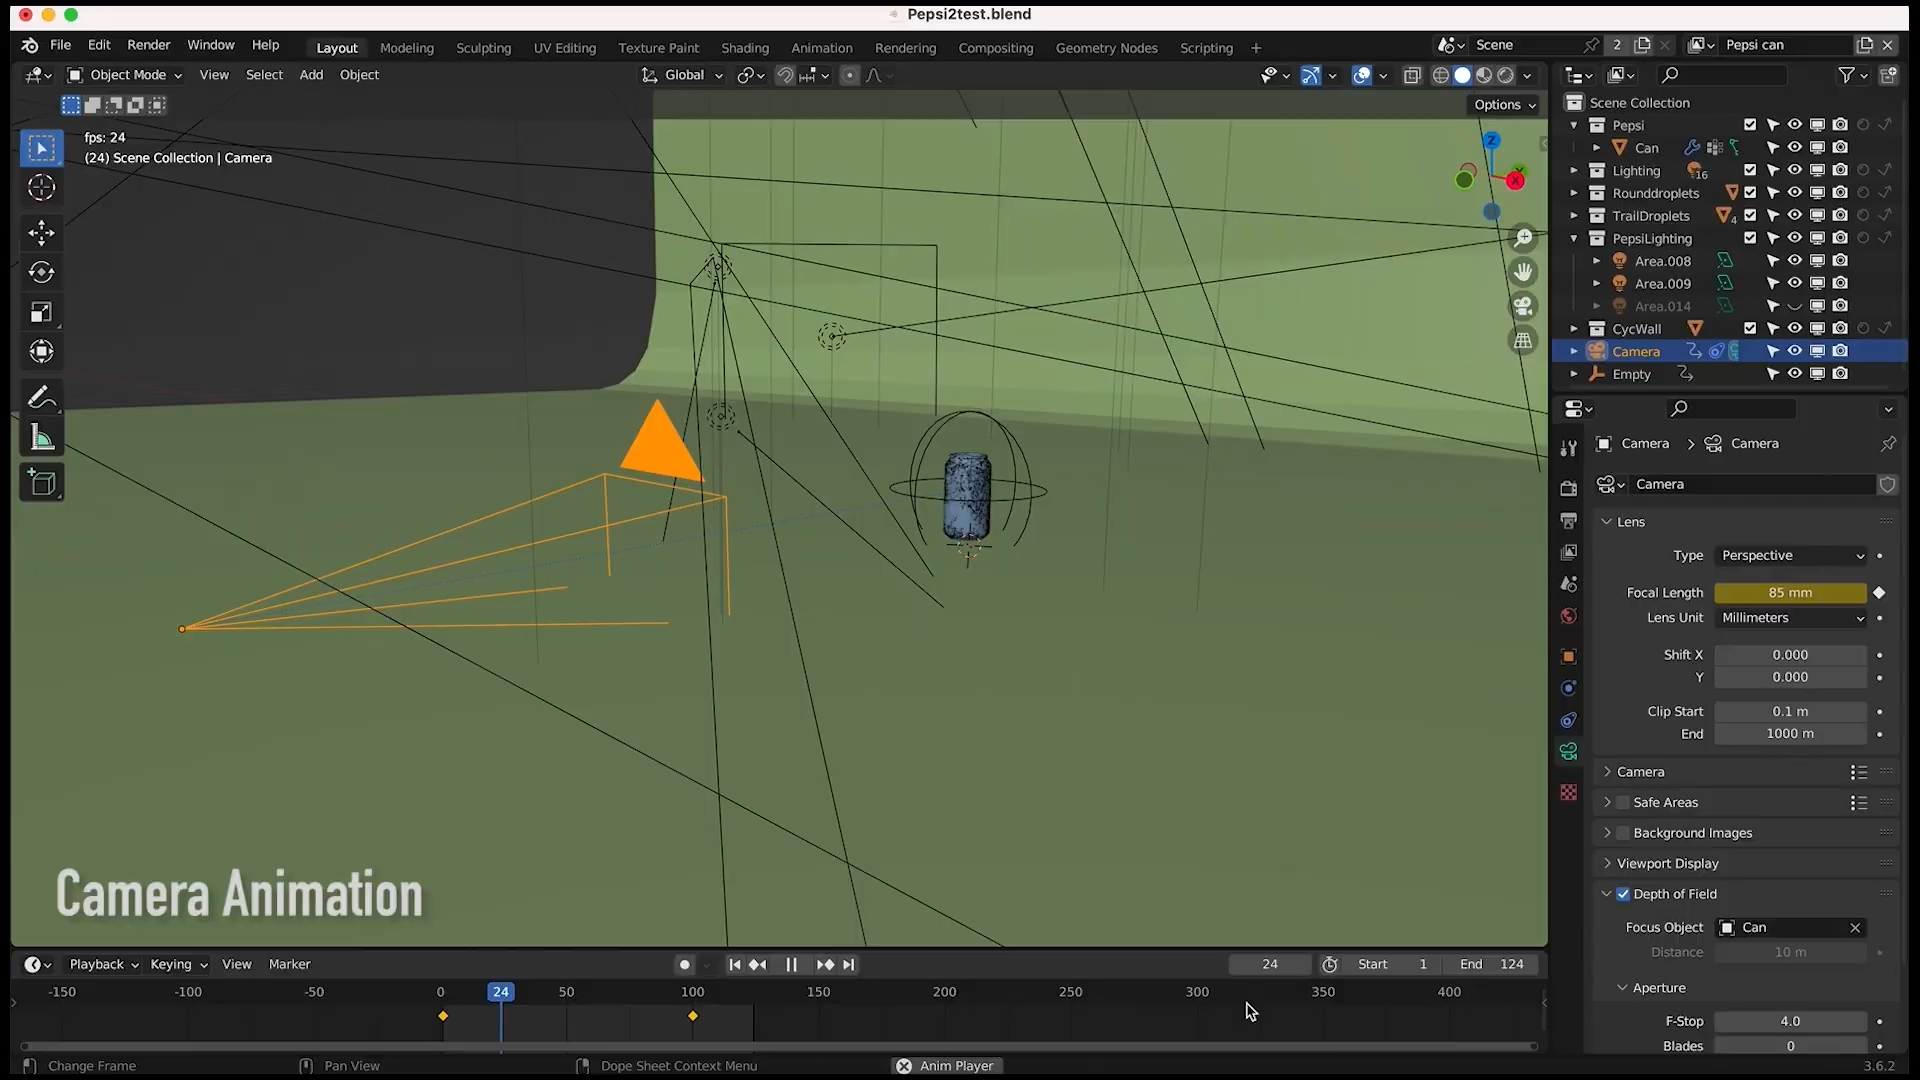 Pepsi2test.blend
File Edit Render Window Help Layout Modeling Sculpting UV Editing Texture Paint Shading Animation Rendering Compositing Geometry Nodes Scripting + Scene 2 Pepsi can
Object Mode View Select Add Object Global
Options
fps: 24
(24) Scene Collection | Camera
Z
Y
X
Camera Animation
Scene Collection
Pepsi
Can
Lighting 16
Rounddroplets
TrailDroplets 4
PepsiLighting
Area.008
Area.009
Area.014
CycWall
Camera
Empty
Camera > Camera
Camera
Lens
Type Perspective
Focal Length 85 mm
Lens Unit Millimeters
Shift X 0.000
Y 0.000
Clip Start 0.1 m
End 1000 m
Camera
Safe Areas
Background Images
Viewport Display
Depth of Field
Focus Object Can
Distance 10 m
Aperture
F-Stop 4.0
Blades 0
Playback Keying View Marker 24 Start 1 End 124
-150 -100 -50 0 24 50 100 150 200 250 300 350 400
Change Frame Pan View Dope Sheet Context Menu Anim Player 3.6.2